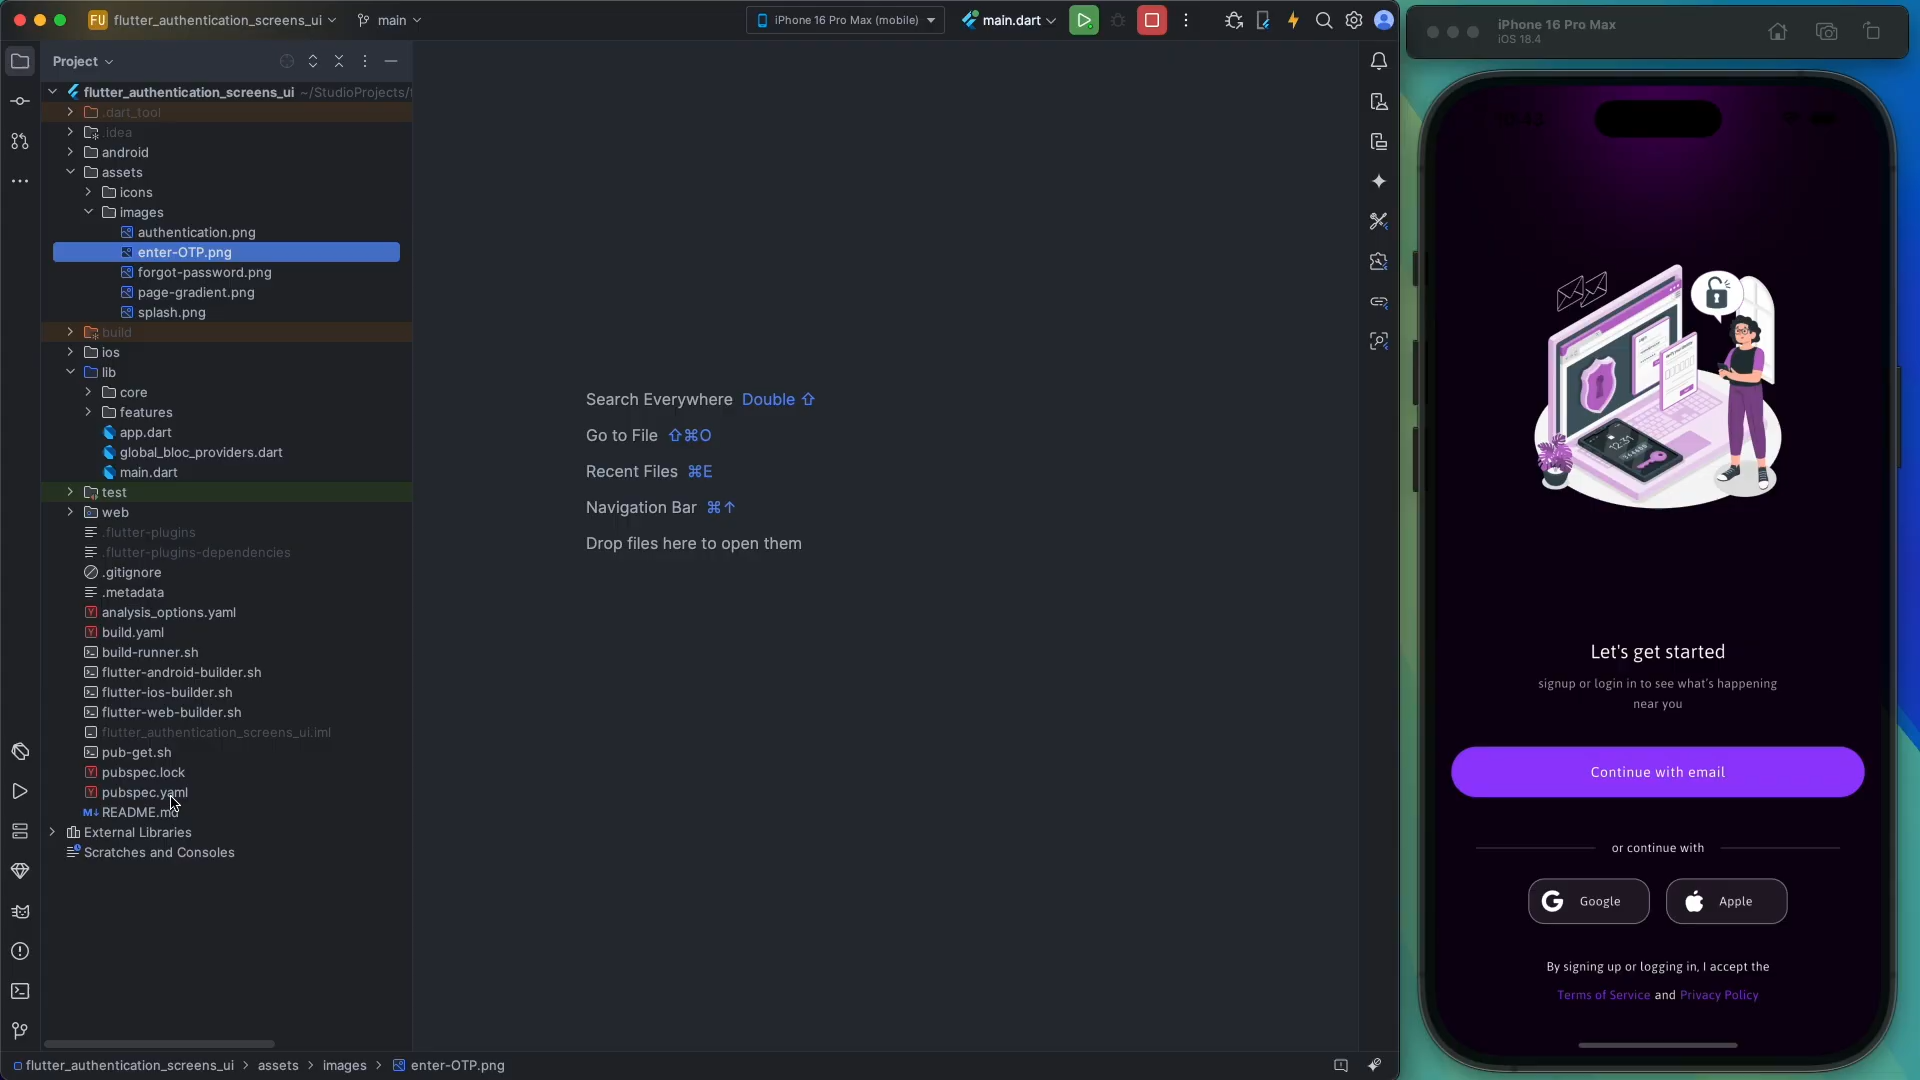 FU flutter_authentication_screens_ui
main
iPhone 16 Pro Max (mobile)
main.dart
Project
flutter_authentication_screens_ui ~/StudioProjects/
.dart_tool
.idea
android
assets
icons
images
authentication.png
enter-OTP.png
forgot-password.png
page-gradient.png
splash.png
build
ios
lib
core
features
app.dart
global_bloc_providers.dart
main.dart
test
web
.flutter-plugins
.flutter-plugins-dependencies
.gitignore
.metadata
analysis_options.yaml
build.yaml
build-runner.sh
flutter-android-builder.sh
flutter-ios-builder.sh
flutter-web-builder.sh
flutter_authentication_screens_ui.iml
pub-get.sh
pubspec.lock
pubspec.yaml
README.md
External Libraries
Scratches and Consoles
Search Everywhere Double ⇧
Go to File ⇧⌘O
Recent Files ⌘E
Navigation Bar ⌘↑
Drop files here to open them
flutter_authentication_screens_ui > assets > images > enter-OTP.png
iPhone 16 Pro Max
iOS 18.4
12:31
Let's get started
signup or login in to see what's happening
near you
Continue with email
or continue with
Google
Apple
By signing up or logging in, I accept the
Terms of Service and Privacy Policy